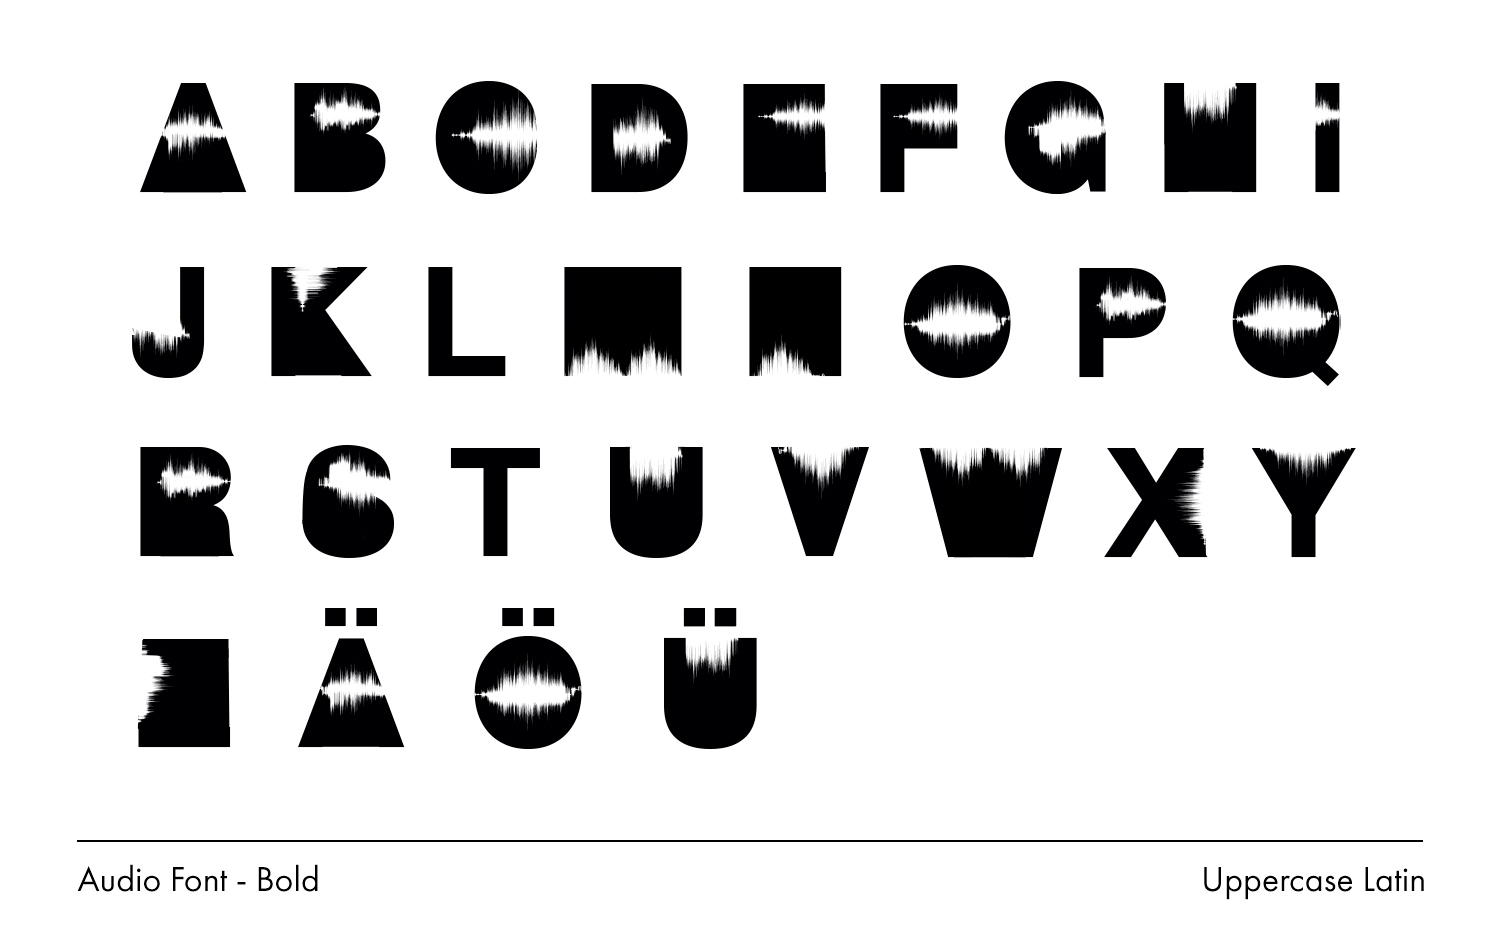 A B C D E F G H I
J K L M N O P Q
R S T U V W X Y
Z Ä Ö Ü
Audio Font - Bold
Uppercase Latin